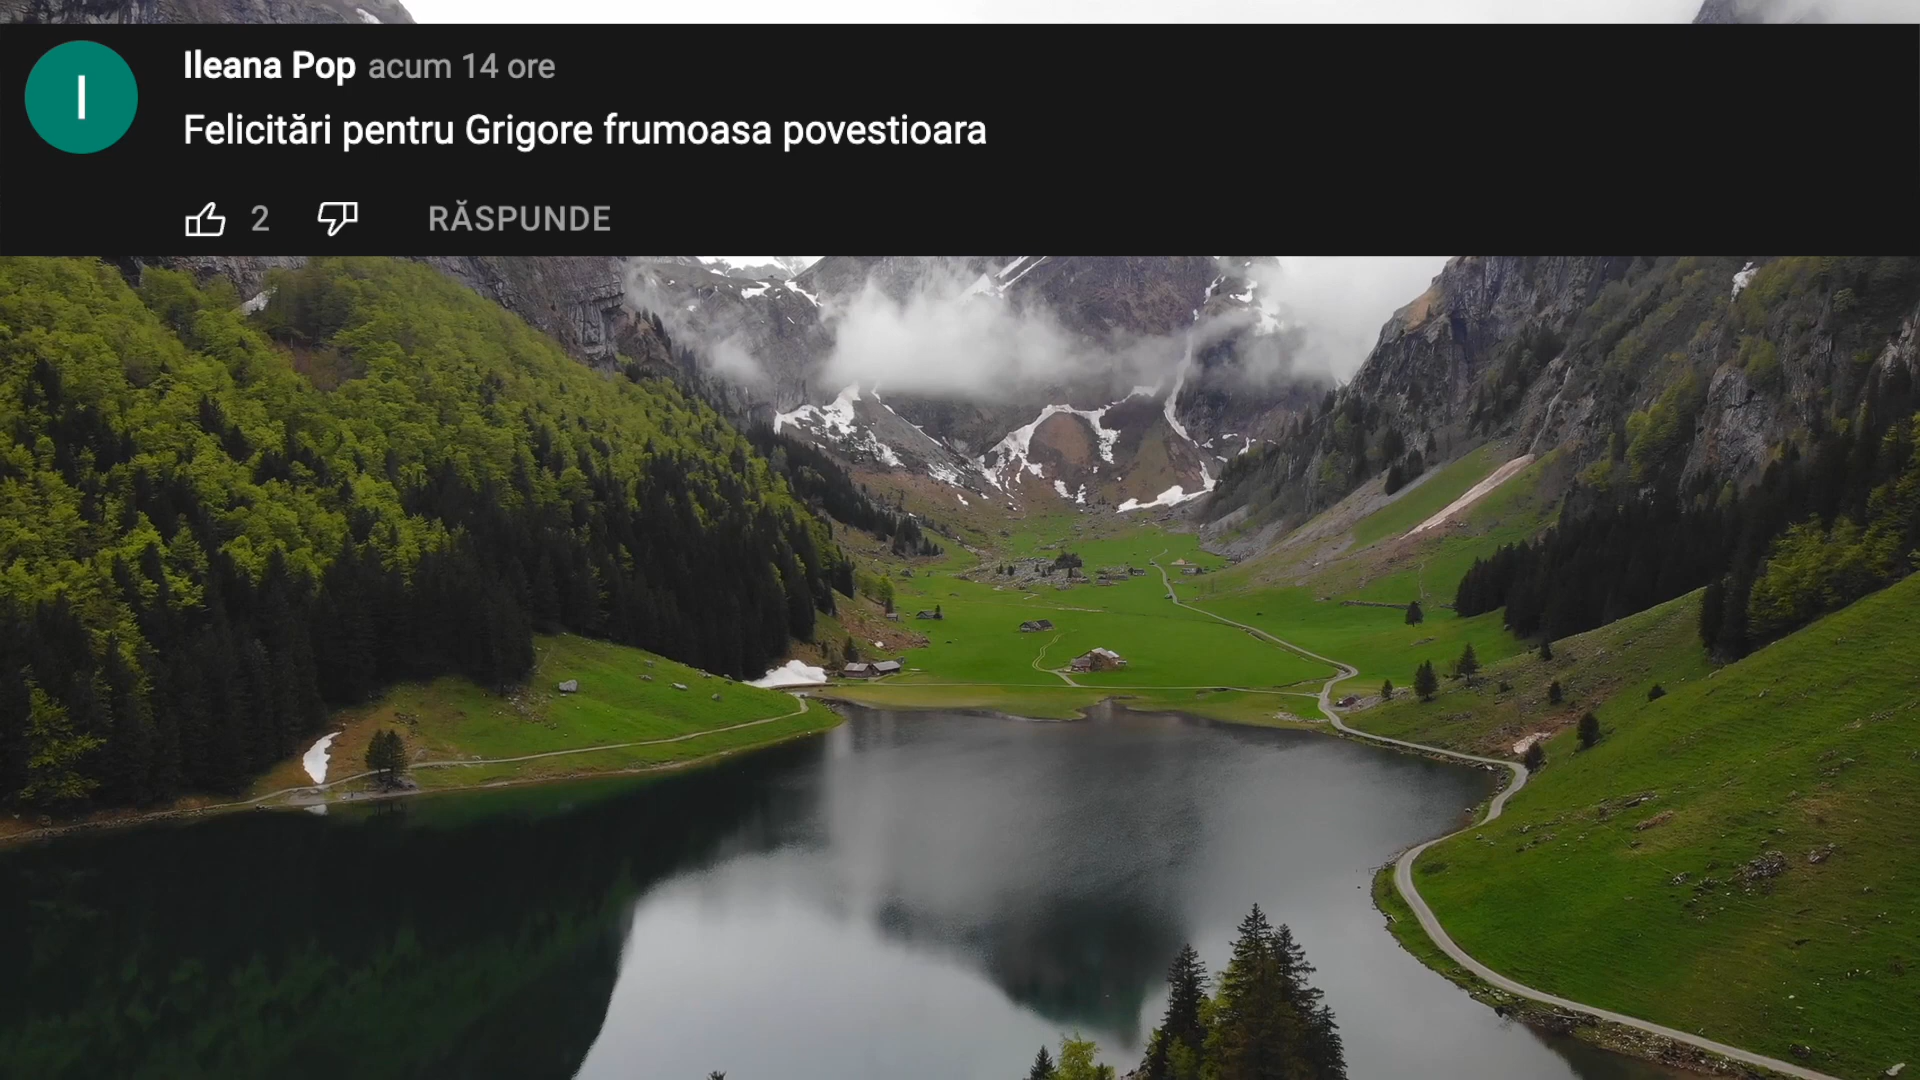 I
Ileana Pop acum 14 ore
Felicitări pentru Grigore frumoasa povestioara
2
RĂSPUNDE